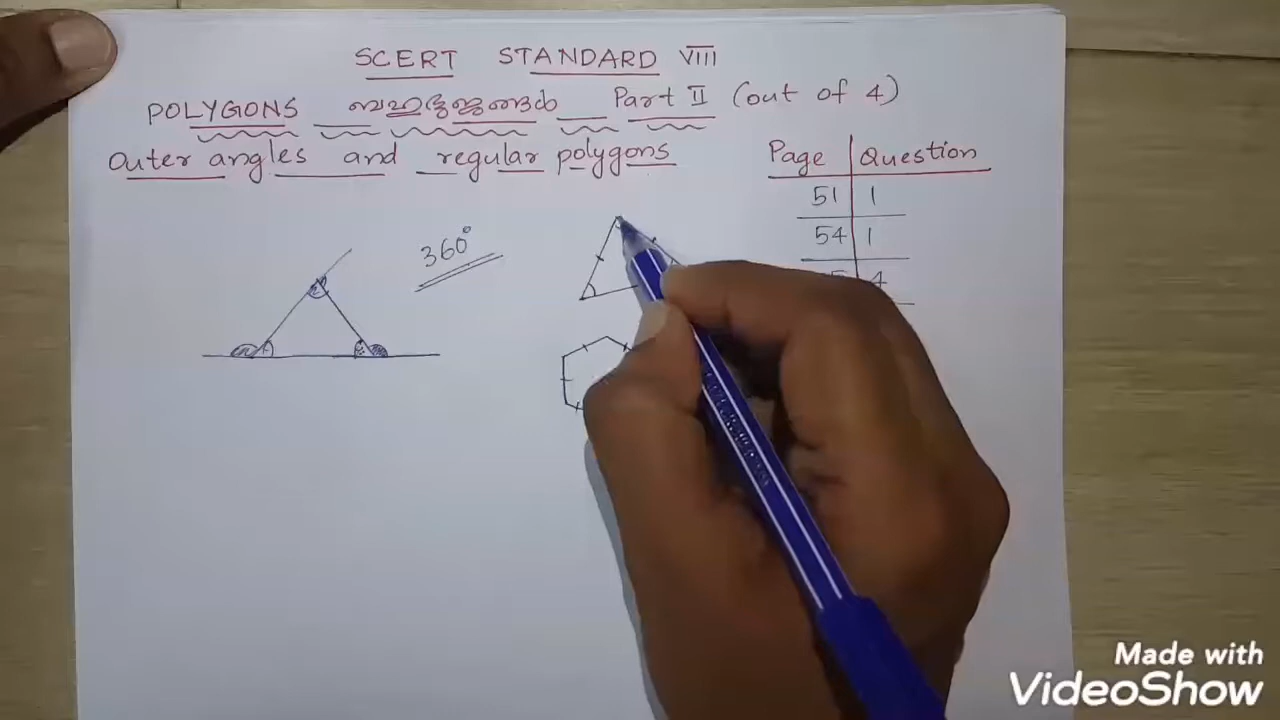 SCERT STANDARD VIII
POLYGONS ബഹുഭുജങ്ങൾ Part II (out of 4)
Outer angles and regular polygons
Page Question
51 1
54 1
4
360°
Made with
VideoShow